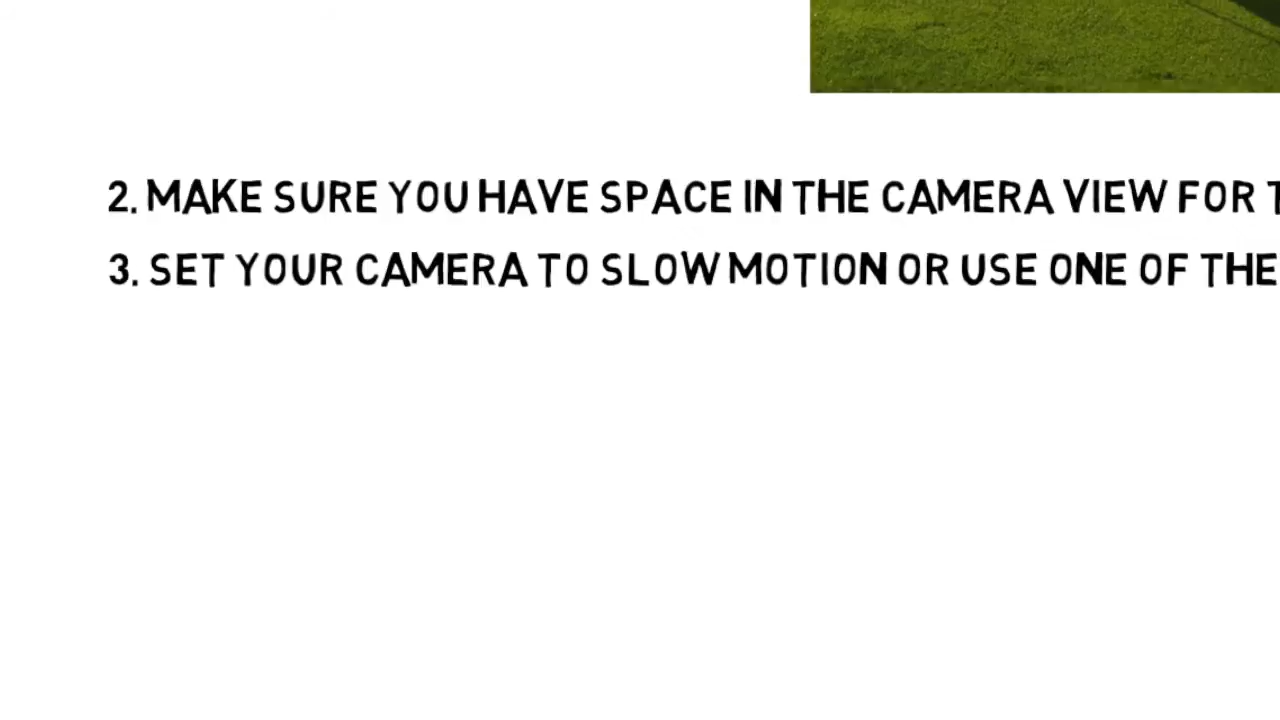 2. MAKE SURE YOU HAVE SPACE IN THE CAMERA VIEW FOR
3. SET YOUR CAMERA TO SLOW MOTION OR USE ONE OF THE